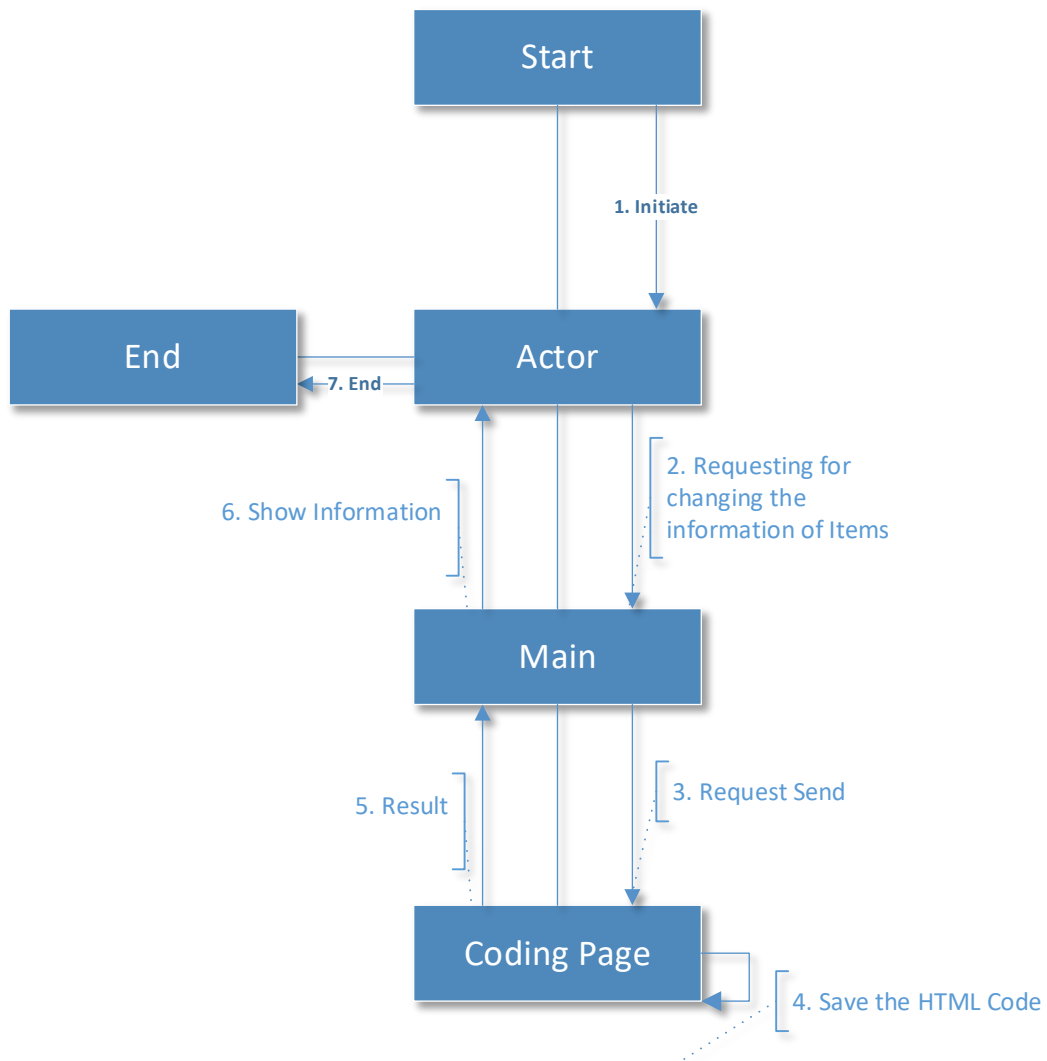 Start
1. Initiate
End
Actor
7. End
2. Requesting for
changing the
information of Items
6. Show Information
Main
5. Result
3. Request Send
Coding Page
4. Save the HTML Code